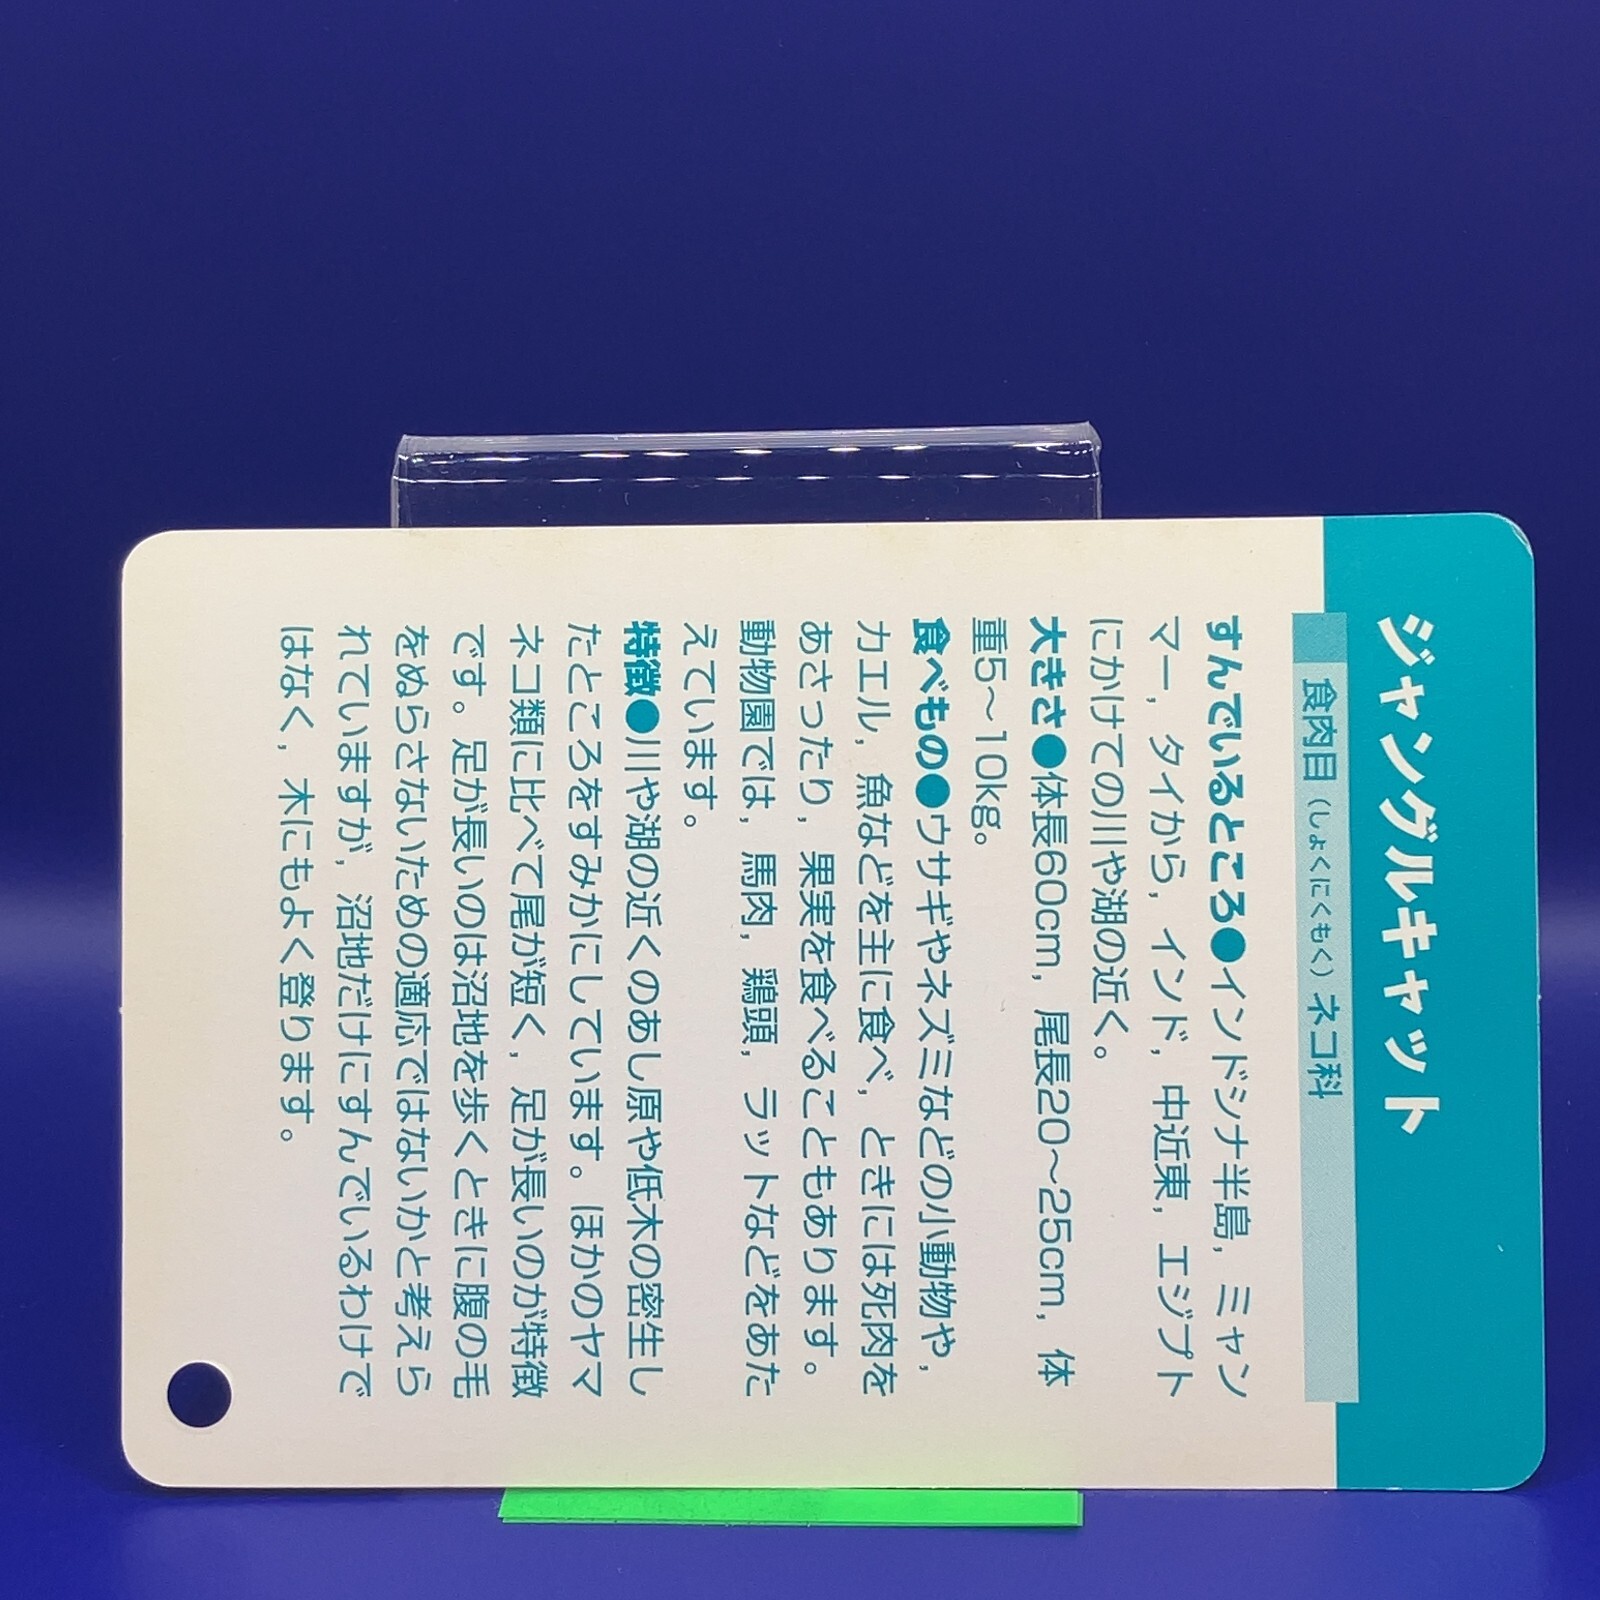 ジャングルキャット
食肉目（しょくにくもく）ネコ科
すんでいるところ●インドシナ半島，ミャン
マー，タイから，インド，中近東，エジプト
にかけての川や湖の近く。
大きさ●体長60cm，尾長20～25cm，体
重5～10kg。
食べもの●ウサギやネズミなどの小動物や，
カエル，魚などを主に食べ，ときには死肉を
あさったり，果実を食べることもあります。
動物園では，馬肉，鶏頭，ラットなどをあた
えています。
特徴●川や湖の近くのあし原や低木の密生し
たところをすみかにしています。ほかのヤマ
ネコ類に比べて尾が短く，足が長いのが特徴
です。足が長いのは沼地を歩くときに腹の毛
をぬらさないための適応ではないかと考えら
れていますが，沼地だけにすんでいるわけで
はなく，木にもよく登ります。